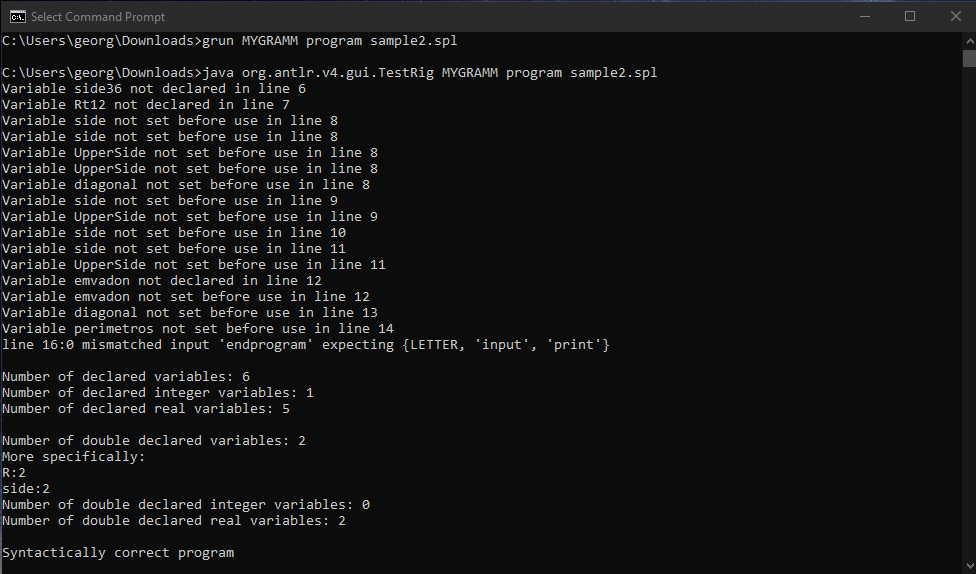 Select Command Prompt
C:\Users\georg\Downloads>grun MYGRAMM program sample2.spl
C:\Users\georg\Downloads>java org.antlr.v4.gui.TestRig MYGRAMM program sample2.spl
Variable side36 not declared in line 6
Variable Rt12 not declared in line 7
Variable side not set before use in line 8
Variable side not set before use in line 8
Variable UpperSide not set before use in line 8
Variable UpperSide not set before use in line 8
Variable diagonal not set before use in line 8
Variable side not set before use in line 9
Variable UpperSide not set before use in line 9
Variable side not set before use in line 10
Variable side not set before use in line 11
Variable UpperSide not set before use in line 11
Variable emvadon not declared in line 12
Variable emvadon not set before use in line 12
Variable diagonal not set before use in line 13
Variable perimetros not set before use in line 14
line 16:0 mismatched input 'endprogram' expecting {LETTER, 'input', 'print'}
Number of declared variables: 6
Number of declared integer variables: 1
Number of declared real variables: 5
Number of double declared variables: 2
More specifically:
R:2
side:2
Number of double declared integer variables: 0
Number of double declared real variables: 2
Syntactically correct program